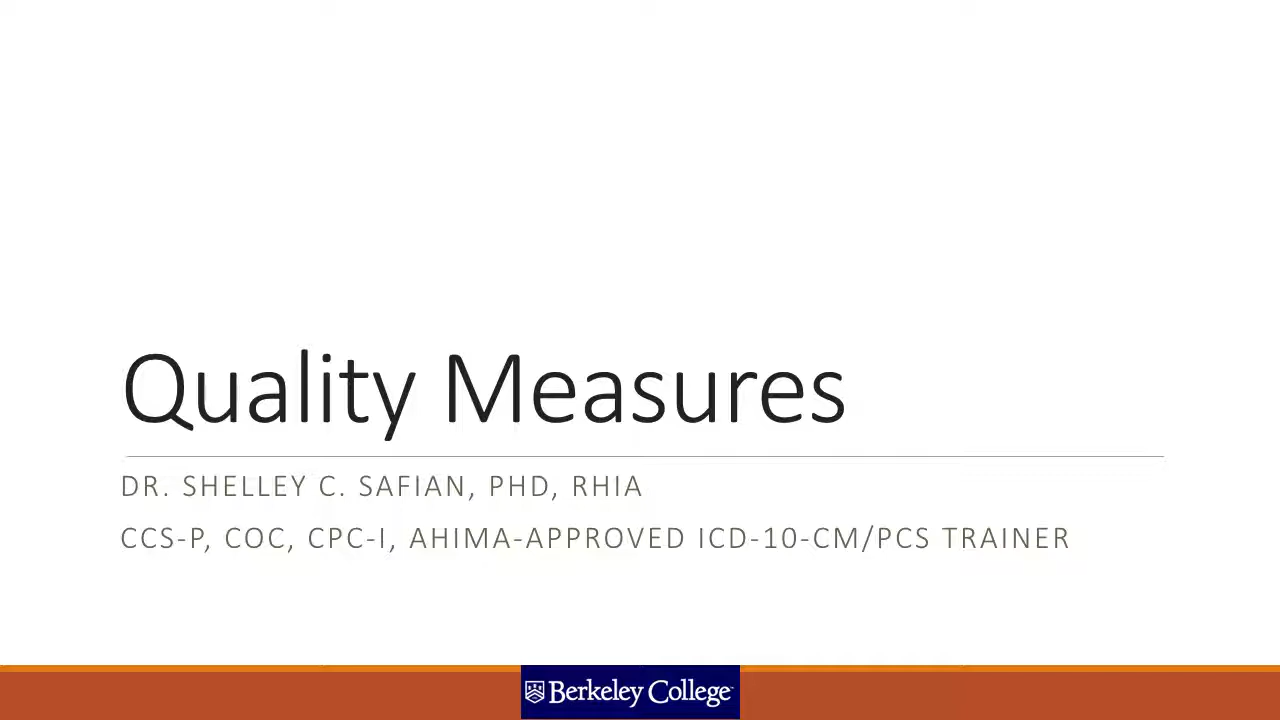 Quality Measures
DR. SHELLEY C. SAFIAN, PHD, RHIA
CCS-P, COC, CPC-I, AHIMA-APPROVED ICD-10-CM/PCS TRAINER
Berkeley College